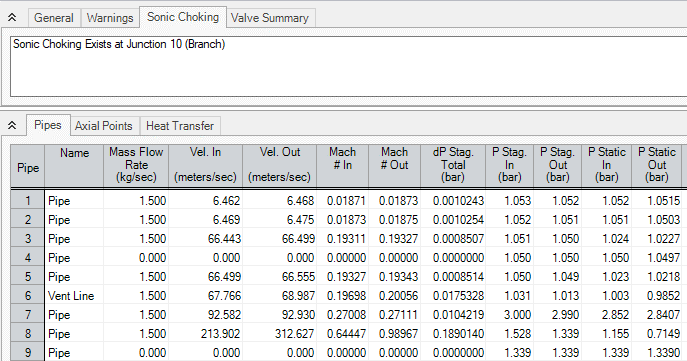 General Warnings Sonic Choking Valve Summary
Sonic Choking Exists at Junction 10 (Branch)
Pipes Axial Points Heat Transfer
Pipe Name Mass Flow Rate (kg/sec) Vel. In (meters/sec) Vel. Out (meters/sec) Mach # In Mach # Out dP Stag. Total (bar) P Stag. In (bar) P Stag. Out (bar) P Static In (bar) P Static Out (bar)
1 Pipe 1.500 6.462 6.468 0.01871 0.01873 0.0010243 1.053 1.052 1.052 1.0515
2 Pipe 1.500 6.469 6.475 0.01873 0.01875 0.0010254 1.052 1.051 1.051 1.0503
3 Pipe 1.500 66.443 66.499 0.19311 0.19327 0.0008507 1.051 1.050 1.024 1.0227
4 Pipe 0.000 0.000 0.000 0.00000 0.00000 0.0000000 1.050 1.050 1.050 1.0497
5 Pipe 1.500 66.499 66.555 0.19327 0.19343 0.0008514 1.050 1.049 1.023 1.0218
6 Vent Line 1.500 67.766 68.987 0.19698 0.20056 0.0175328 1.031 1.013 1.003 0.9852
7 Pipe 1.500 92.582 92.930 0.27008 0.27111 0.0104219 3.000 2.990 2.852 2.8407
8 Pipe 1.500 213.902 312.627 0.64447 0.98967 0.1890140 1.528 1.339 1.155 0.7149
9 Pipe 0.000 0.000 0.000 0.00000 0.00000 0.0000000 1.339 1.339 1.339 1.3390